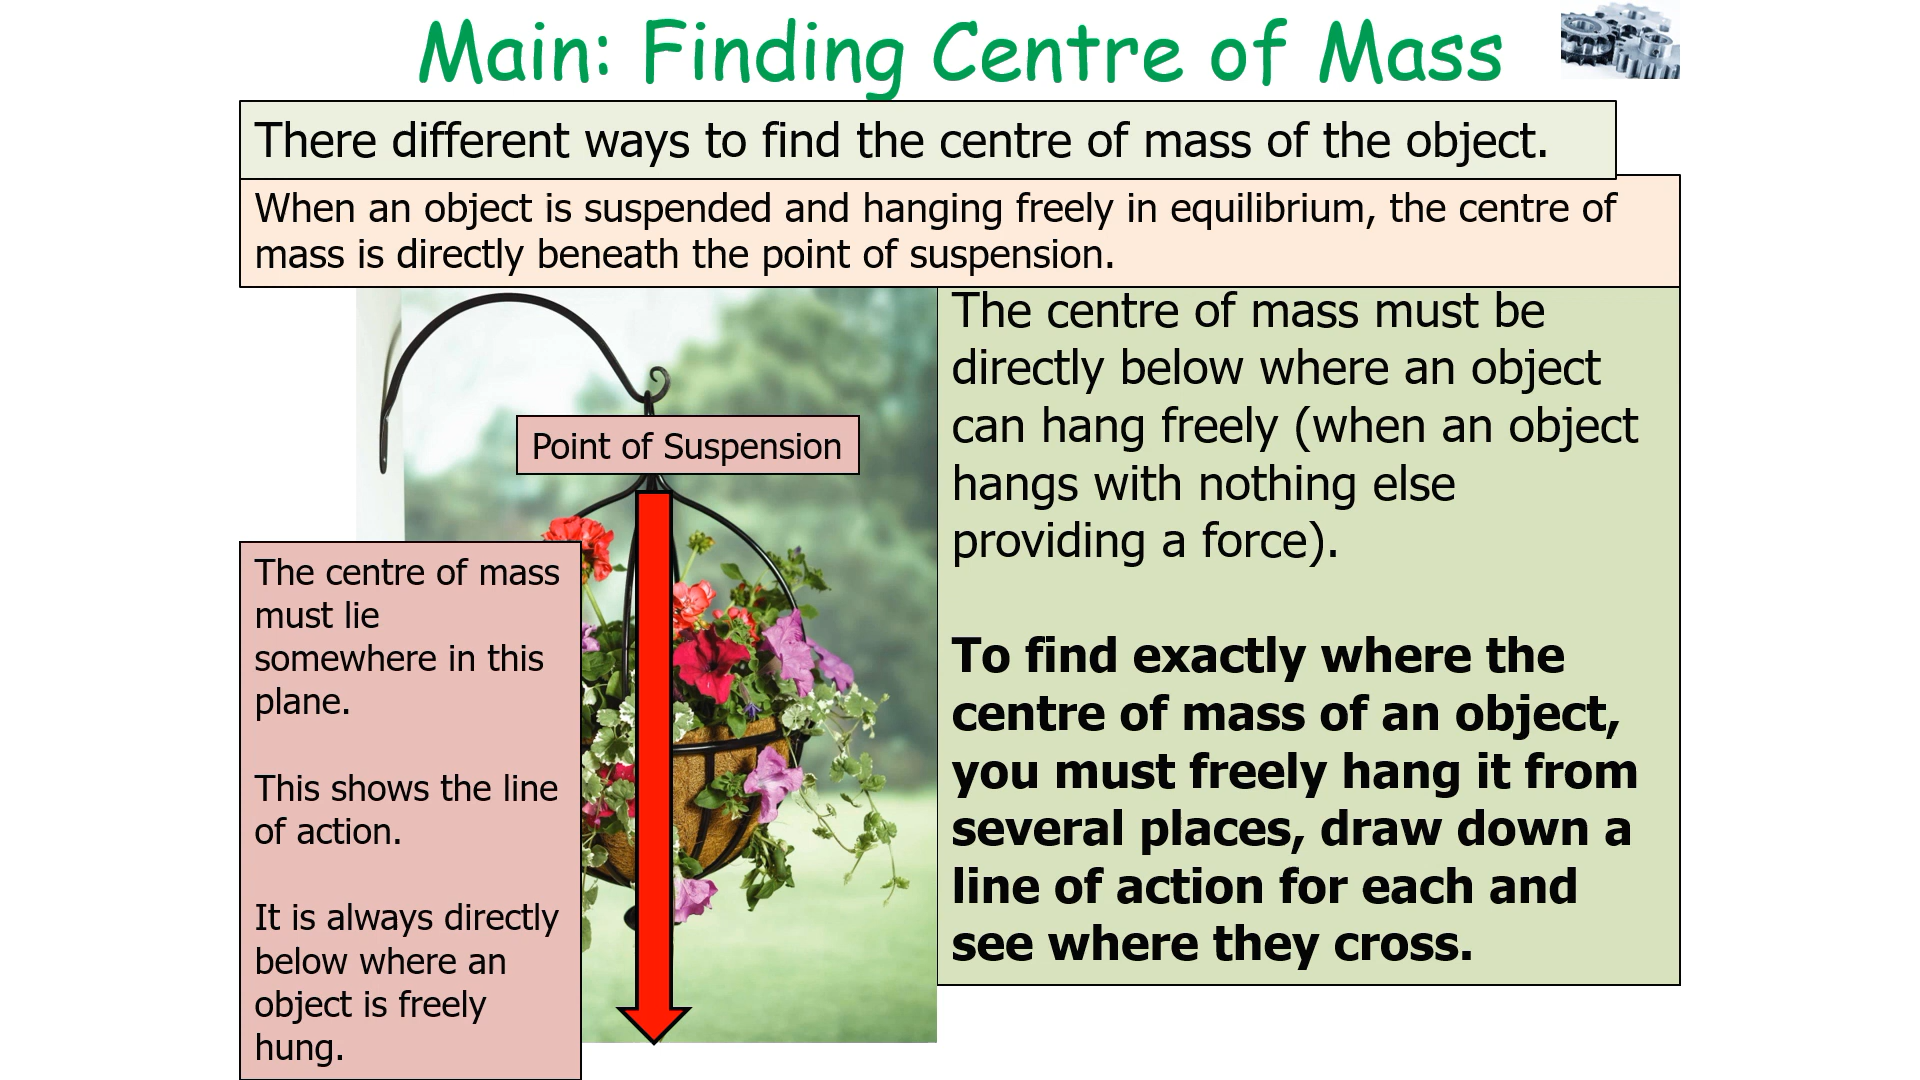 Main: Finding Centre of Mass
There different ways to find the centre of mass of the object.
When an object is suspended and hanging freely in equilibrium, the centre of
mass is directly beneath the point of suspension.
Point of Suspension
The centre of mass
must lie
somewhere in this
plane.
This shows the line
of action.
It is always directly
below where an
object is freely
hung.
The centre of mass must be
directly below where an object
can hang freely (when an object
hangs with nothing else
providing a force).
To find exactly where the
centre of mass of an object,
you must freely hang it from
several places, draw down a
line of action for each and
see where they cross.